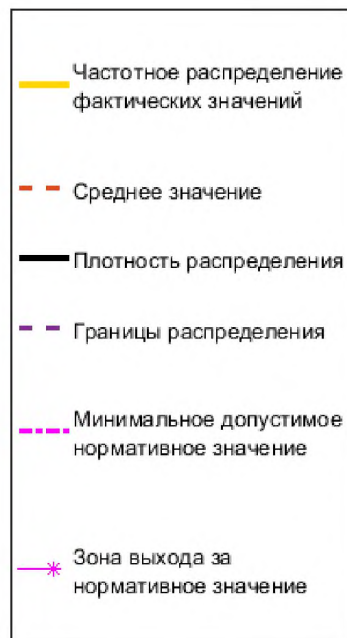 Частотное распределение
фактических значений
Среднее значение
Плотность распределения
Границы распределения
Минимальное допустимое
нормативное значение
Зона выхода за
нормативное значение